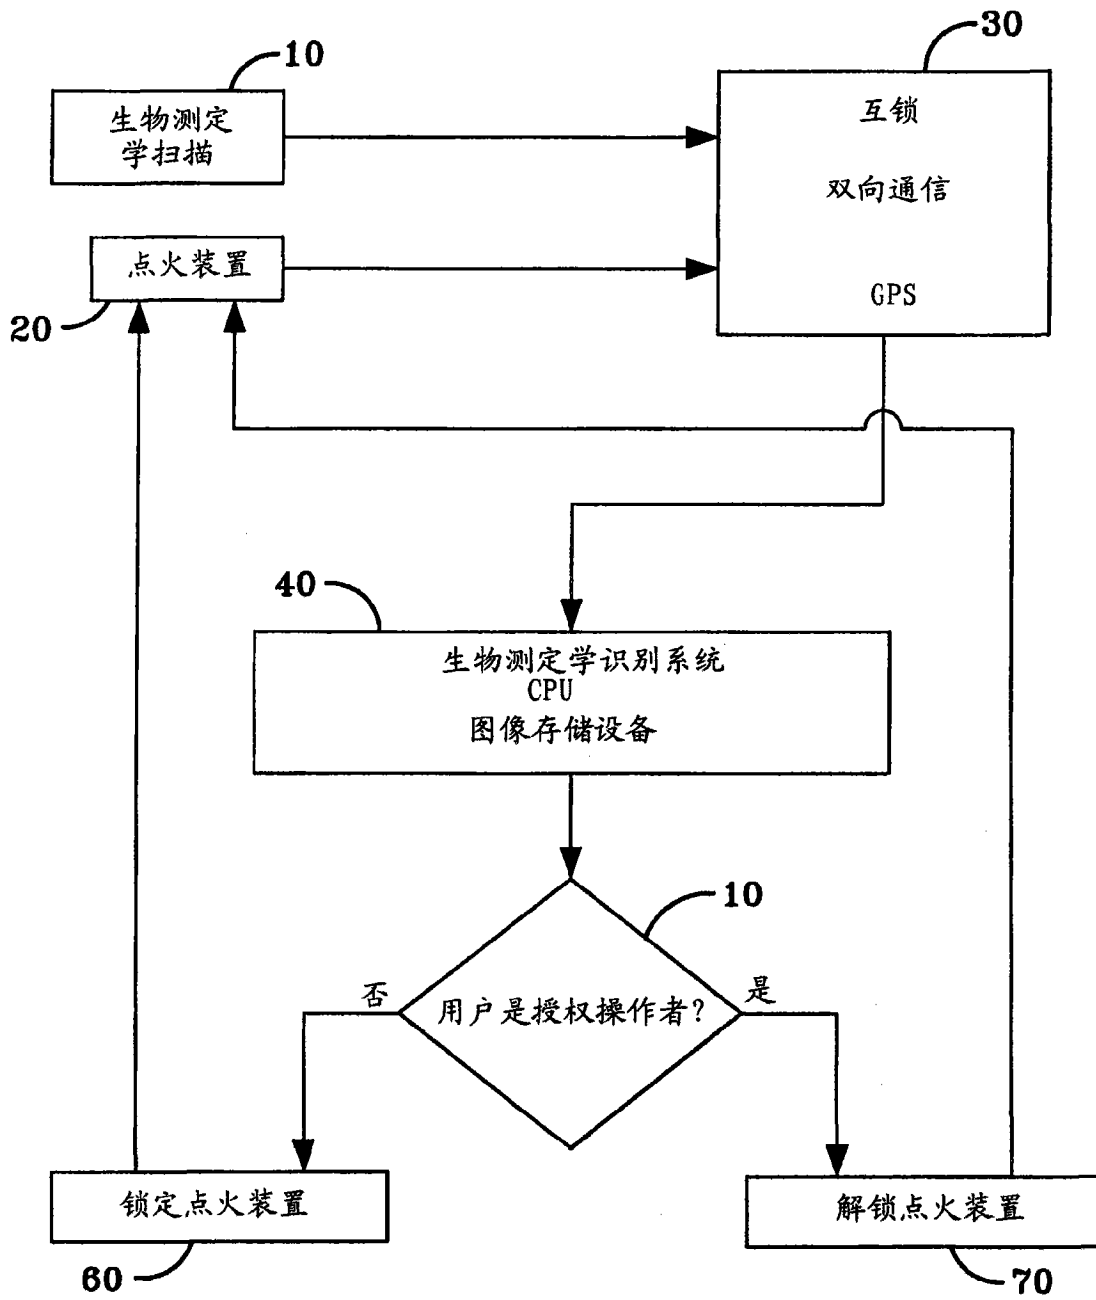 10
生物测定
学扫描
30
互锁
双向通信
GPS
点火装置
20
40
生物测定学识别系统
CPU
图像存储设备
10
用户是授权操作者?
否
是
锁定点火装置
60
解锁点火装置
70